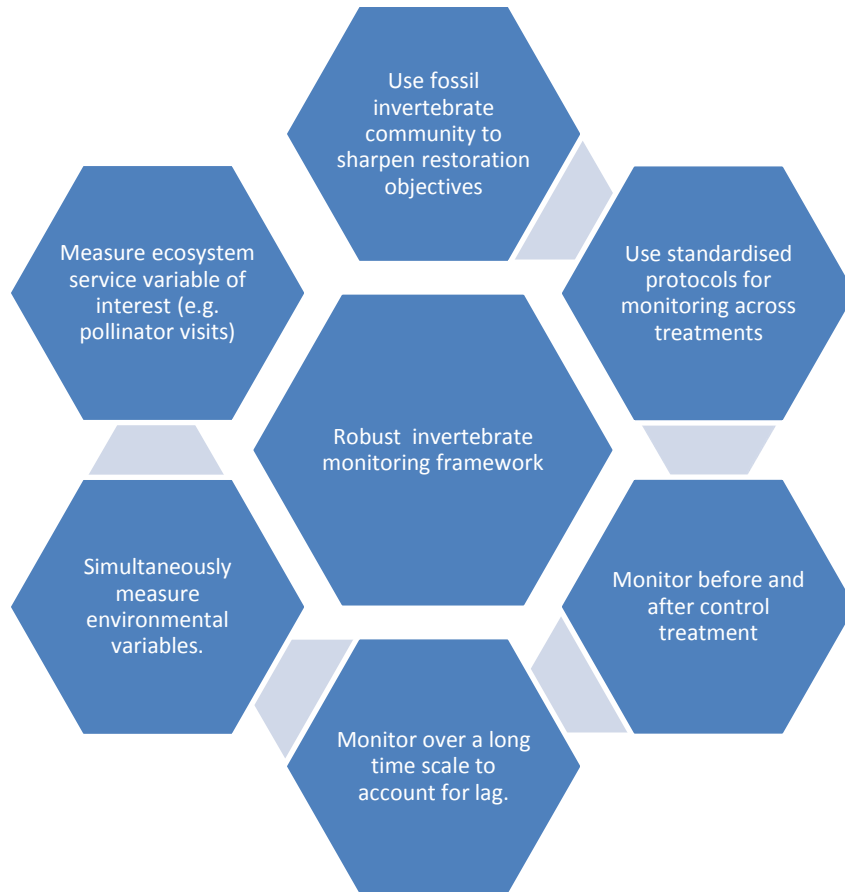 Use fossil
invertebrate
community to
sharpen restoration
objectives
Use standardised
protocols for
monitoring across
treatments
Monitor before and
after control
treatment
Monitor over a long
time scale to
account for lag.
Simultaneously
measure
environmental
variables.
Measure ecosystem
service variable of
interest (e.g.
pollinator visits)
Robust invertebrate
monitoring framework